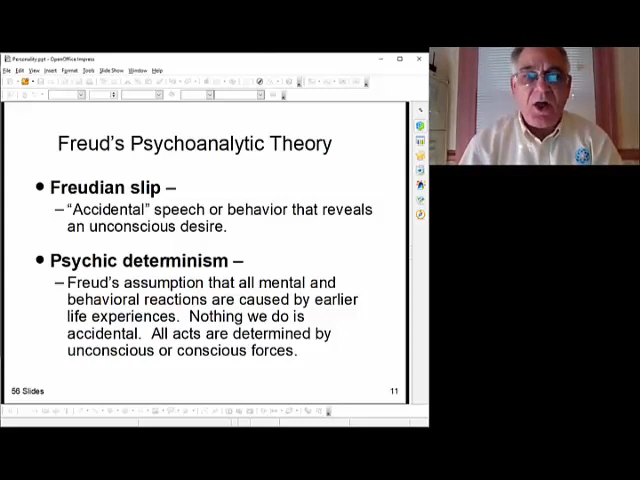 Personality.ppt - OpenOffice Impress
File Edit View Insert Format Tools Slide Show Window Help
Freud's Psychoanalytic Theory
• Freudian slip –
– "Accidental" speech or behavior that reveals
an unconscious desire.
• Psychic determinism –
– Freud's assumption that all mental and
behavioral reactions are caused by earlier
life experiences. Nothing we do is
accidental. All acts are determined by
unconscious or conscious forces.
56 Slides
11